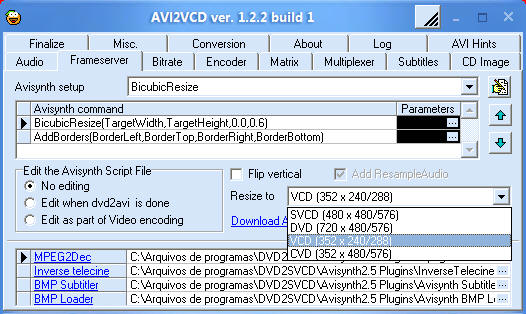 AVI2VCD ver. 1.2.2 build 1
Finalize Misc. Conversion About Log AVI Hints
Audio Frameserver Bitrate Encoder Matrix Multiplexer Subtitles CD Image
Avisynth setup BicubicResize
Avisynth command Parameters
BicubicResize(TargetWidth,TargetHeight,0.0,0.6)
AddBorders(BorderLeft,BorderTop,BorderRight,BorderBottom)
Edit the Avisynth Script File
No editing
Edit when dvd2avi is done
Edit as part of Video encoding
Flip vertical Add ResampleAudio
Resize to VCD (352 x 240/288)
SVCD (480 x 480/576)
DVD (720 x 480/576)
VCD (352 x 240/288)
CVD (352 x 480/576)
Download A
MPEG2Dec C:\Arquivos de programas\DVD2SVCD\Avisynth2.5 Plugins\MPEG2Dec
Inverse telecine C:\Arquivos de programas\DVD2SVCD\Avisynth2.5 Plugins\InverseTelecine
BMP Subtitler C:\Arquivos de programas\DVD2SVCD\Avisynth2.5 Plugins\Avisynth Subtitle
BMP Loader C:\Arquivos de programas\DVD2SVCD\Avisynth2.5 Plugins\Avisynth BMP L